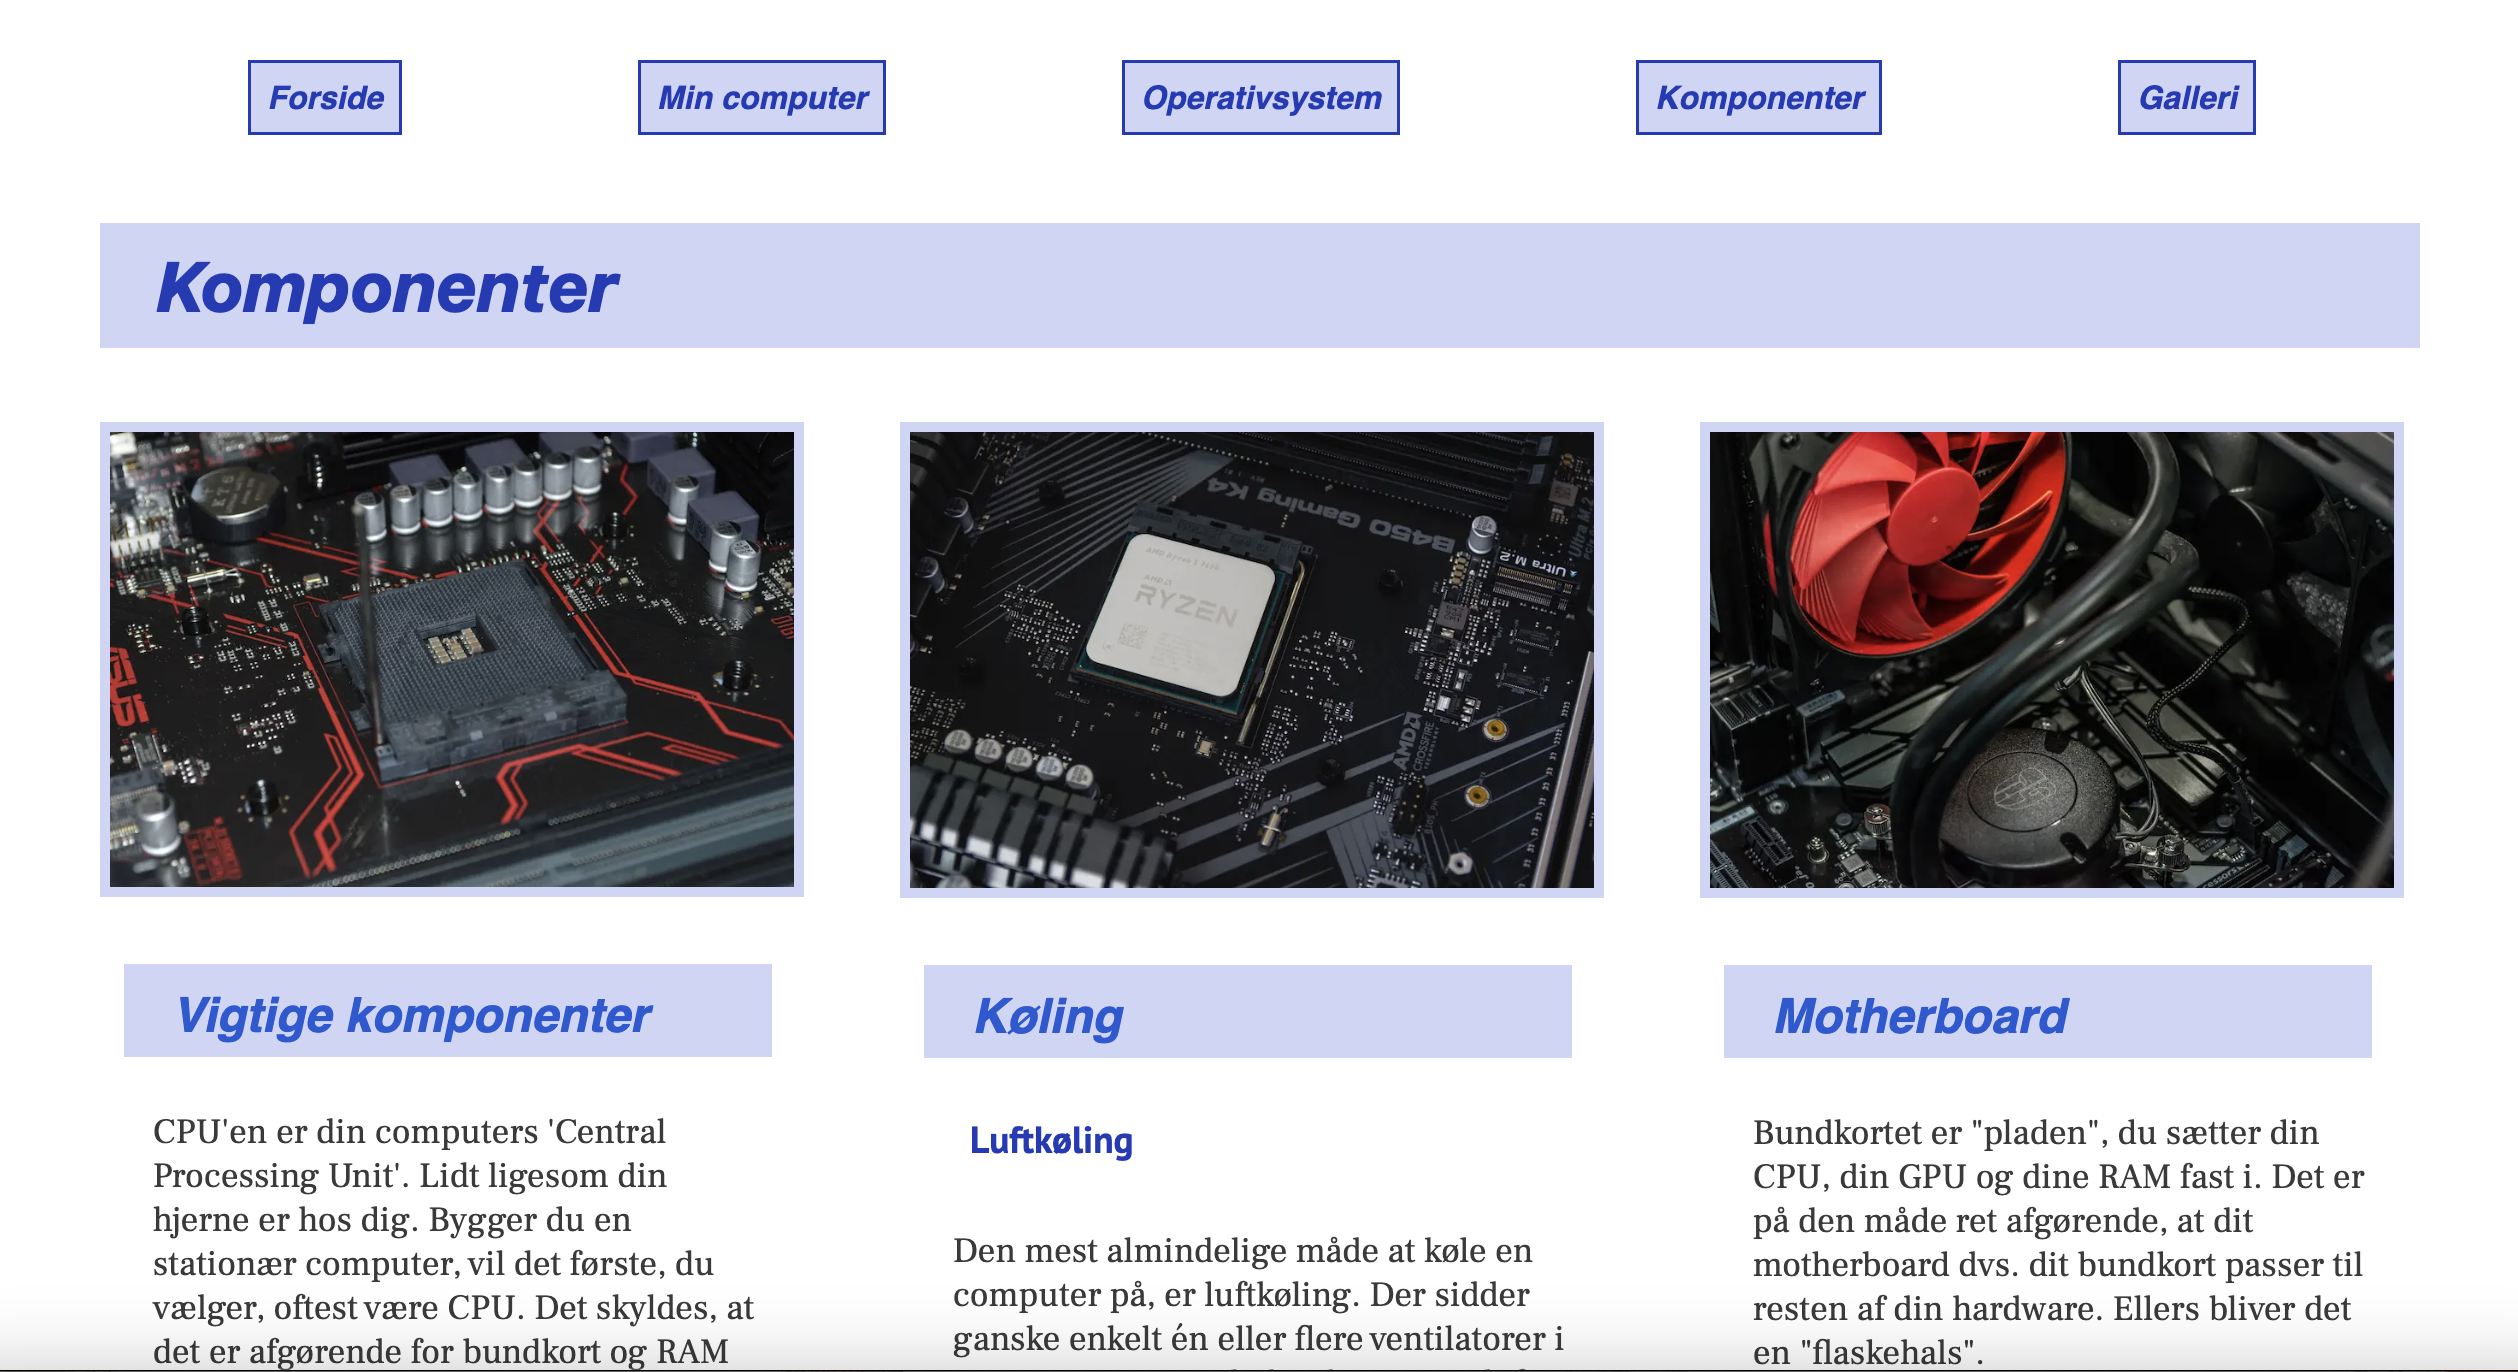 Forside
Min computer
Operativsystem
Komponenter
Galleri
Komponenter
B450 Gaming K4
Ultra M.2
AMD
RYZEN
AMD
CROSSFIRE
Vigtige komponenter
CPU'en er din computers 'Central
Processing Unit'. Lidt ligesom din
hjerne er hos dig. Bygger du en
stationær computer, vil det første, du
vælger, oftest være CPU. Det skyldes, at
det er afgørende for bundkort og RAM
Køling
Luftkøling
Den mest almindelige måde at køle en
computer på, er luftkøling. Der sidder
ganske enkelt én eller flere ventilatorer i
Motherboard
Bundkortet er "pladen", du sætter din
CPU, din GPU og dine RAM fast i. Det er
på den måde ret afgørende, at dit
motherboard dvs. dit bundkort passer til
resten af din hardware. Ellers bliver det
en "flaskehals".